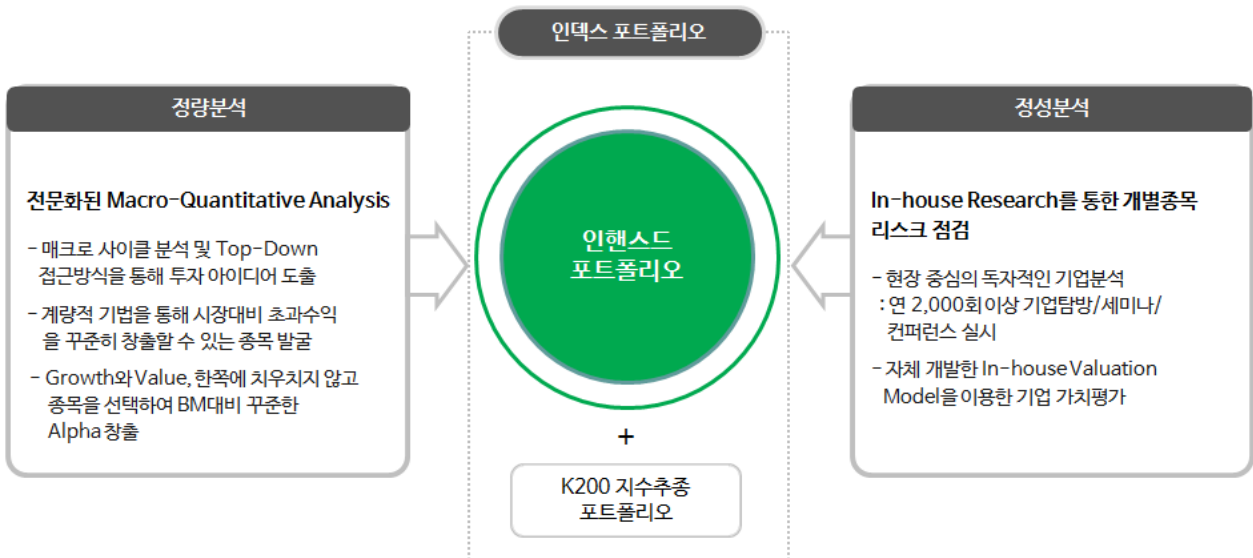 인덱스 포트폴리오
정량분석
전문화된 Macro-Quantitative Analysis
- 매크로 사이클 분석 및 Top-Down
접근방식을 통해 투자 아이디어 도출
- 계량적 기법을 통해 시장대비 초과수익
을 꾸준히 창출할 수 있는 종목 발굴
- Growth와 Value, 한쪽에 치우치지 않고
종목을 선택하여 BM대비 꾸준한
Alpha 창출
인핸스드
포트폴리오
+
K200 지수추종
포트폴리오
정성분석
In-house Research를 통한 개별종목
리스크 점검
- 현장 중심의 독자적인 기업분석
: 연 2,000회 이상 기업탐방/세미나/
컨퍼런스 실시
- 자체 개발한 In-house Valuation
Model을 이용한 기업 가치평가